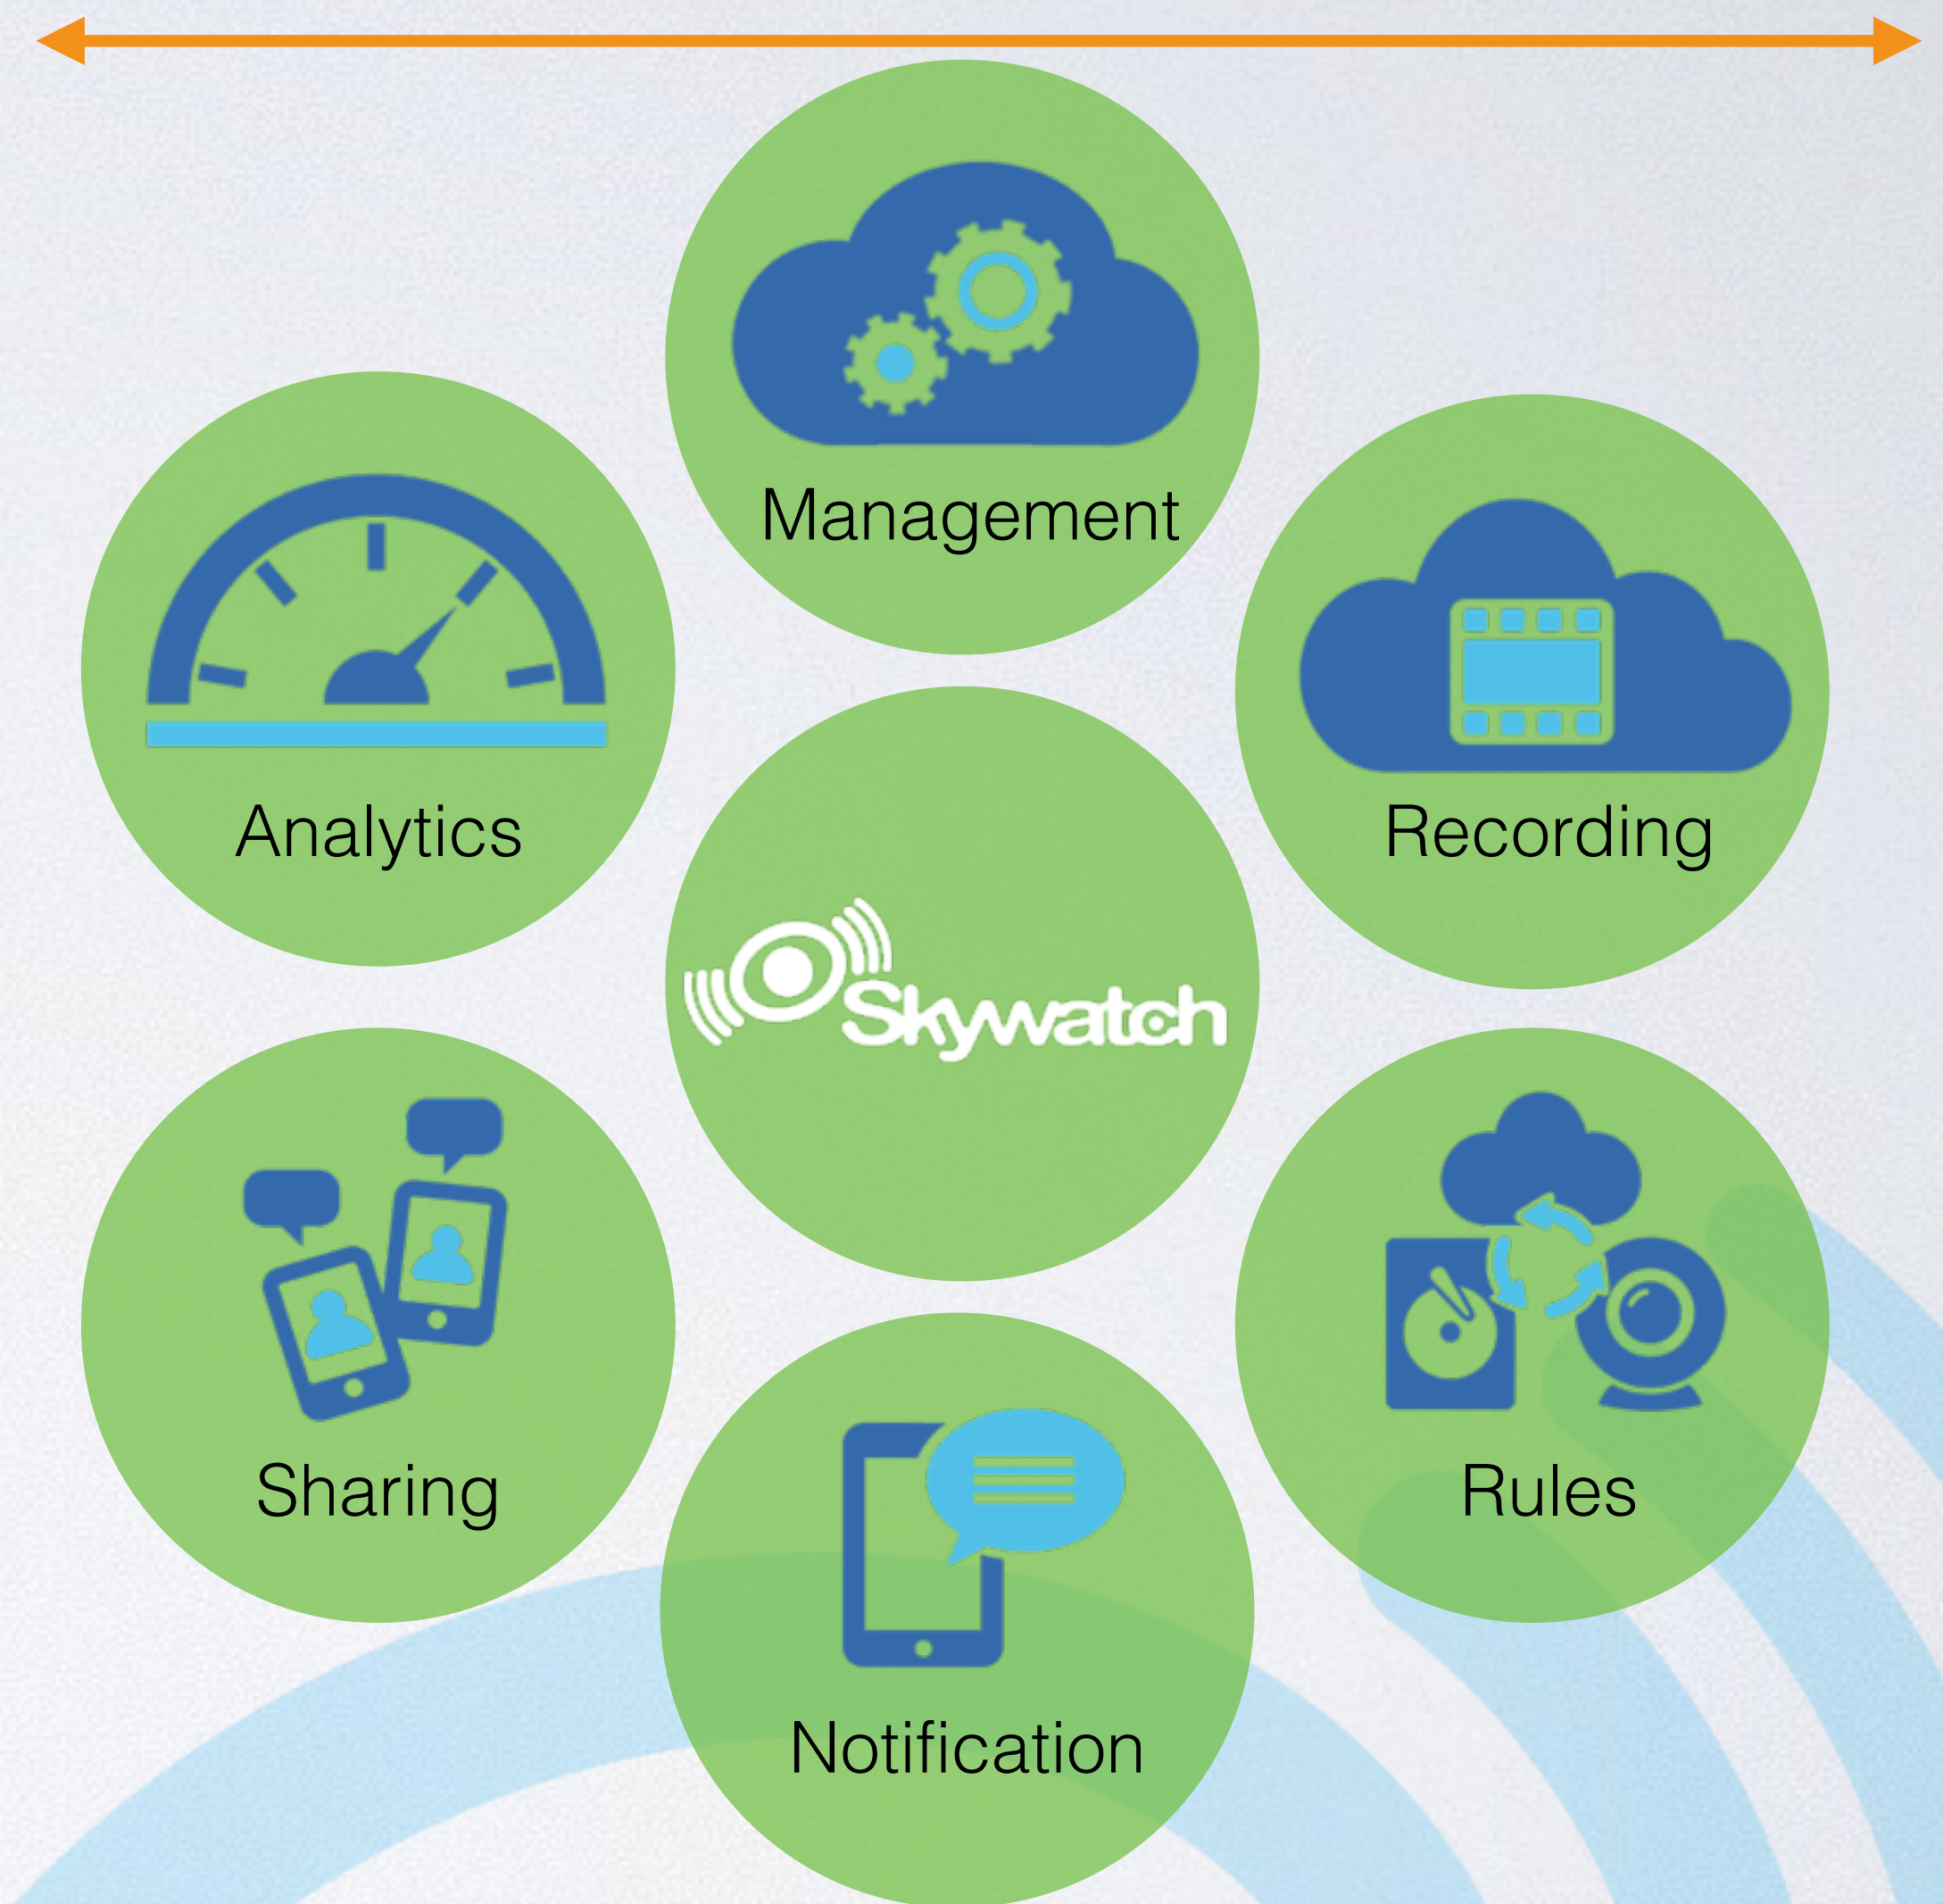 Management
Analytics
Recording
Skywatch
Sharing
Rules
Notification